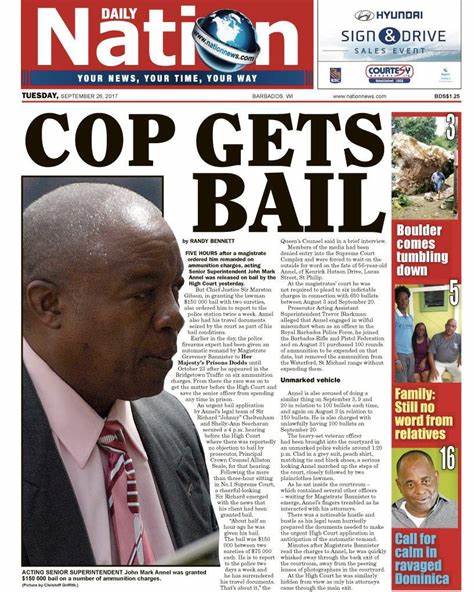 DAILY
Nation
www.nationnews.com
YOUR NEWS, YOUR TIME, YOUR WAY
HYUNDAI
SIGN & DRIVE
SALES EVENT
COURTESY
TUESDAY, SEPTEMBER 26, 2017
BARBADOS, WI
www.nationnews.com
BDS$1.25
COP GETS
BAIL
by RANDY BENNETT
FIVE HOURS after a magistrate
ordered him remanded on
ammunition charges, acting
Senior Superintendent John Mark
Annel was released on bail by the
High Court yesterday.
But Chief Justice Sir Marston
Gibson, in granting the lowman
$150 000 bail with two sureties,
also ordered him to report to the
police station twice a week. Annel
also had his travel documents
seized by the court as part of his
bail conditions.
Earlier in the day, the police
firearms expert had been given an
automatic remand by Magistrate
Graveney Bannister to Her
Majesty's Prisons Dodds until
October 23 after he appeared in the
Bridgetown Traffic on six ammunition
charges. From there the race was on to
get the matter before the High Court and
save the senior officer from spending
any time in prison.
An urgent bail application
by Annel's legal team of Sir
Richard "Johnny" Cheltenham
and Shelly-Ann Seecharan
secured a 4 p.m. hearing
before the High Court
where there was reportedly
no objection to bail by
prosecutor, Principal
Crown Counsel Alliston
Seale, for that hearing.
Following the more
than three-hour sitting
in No.1 Supreme Court,
a cheerful-looking
Sir Richard emerged
with the news that
his client had been
granted bail.
"About half an
hour ago he was
given his bail.
The bail was $150
000 between two
sureties of $75 000
each. He is to report
to the police two
days a week and
he has surrendered
his travel documents.
That's about it," the
Queen's Counsel said in a brief interview.
Members of the media had been
denied entry into the Supreme Court
Complex and were forced to wait on the
outside for word on the fate of 56-year-old
Annel, of Kenrick Hutson Drive, Lucas
Street, St Philip.
At the magistrates' court he was
not required to plead to six indictable
charges in connection with 650 bullets
between August 3 and September 20.
Prosecutor Acting Assistant
Superintendent Trevor Blackman
alleged that Annel engaged in wilful
misconduct when as an officer in the
Royal Barbados Police Force, he joined
the Barbados Rifle and Pistol Federation
and on August 31 purchased 100 rounds
of ammunition to be expended on that
date, but removed the ammunition from
the Waterford, St Michael range without
expending them.
Unmarked vehicle
Annel is also accused of doing a
similar thing on September 3, 9 and
20 in relation to 100 bullets each time,
and again on August 3 in relation to
150 bullets. He is also charged with
unlawfully having 100 bullets on
September 20.
The heavy-set veteran officer
had been brought into the courtyard in
an unmarked police vehicle around 1:20
p.m. Clad in a grey suit, peach shirt,
matching tie and black shoes, a serious
looking Annel marched up the steps of
the court, closely followed by two
plainclothes lawmen.
As he sat inside the courtroom –
which contained several other officers
– waiting for Magistrate Bannister to
emerge, Annel's fingers trembled as he
interacted with his attorneys.
There was a noticeable hustle and
bustle as his legal team hurriedly
prepared the documents needed to make
the urgent High Court application in
anticipation of the automatic remand.
Minutes after Magistrate Bannister
read the charges to Annel, he was quickly
whisked away through the back exit of
the courtroom, away from the peering
lenses of photographers in the courtyard.
At the High Court he was similarly
hidden from view as only his attorneys
came through the main exit.
ACTING SENIOR SUPERINTENDENT John Mark Annel was granted
$150 000 bail on a number of ammunition charges.
(Picture by Christoff Griffith.)
3
Boulder
comes
tumbling
down
5
Family:
Still no
word from
relatives
16
Call for
calm in
ravaged
Dominica